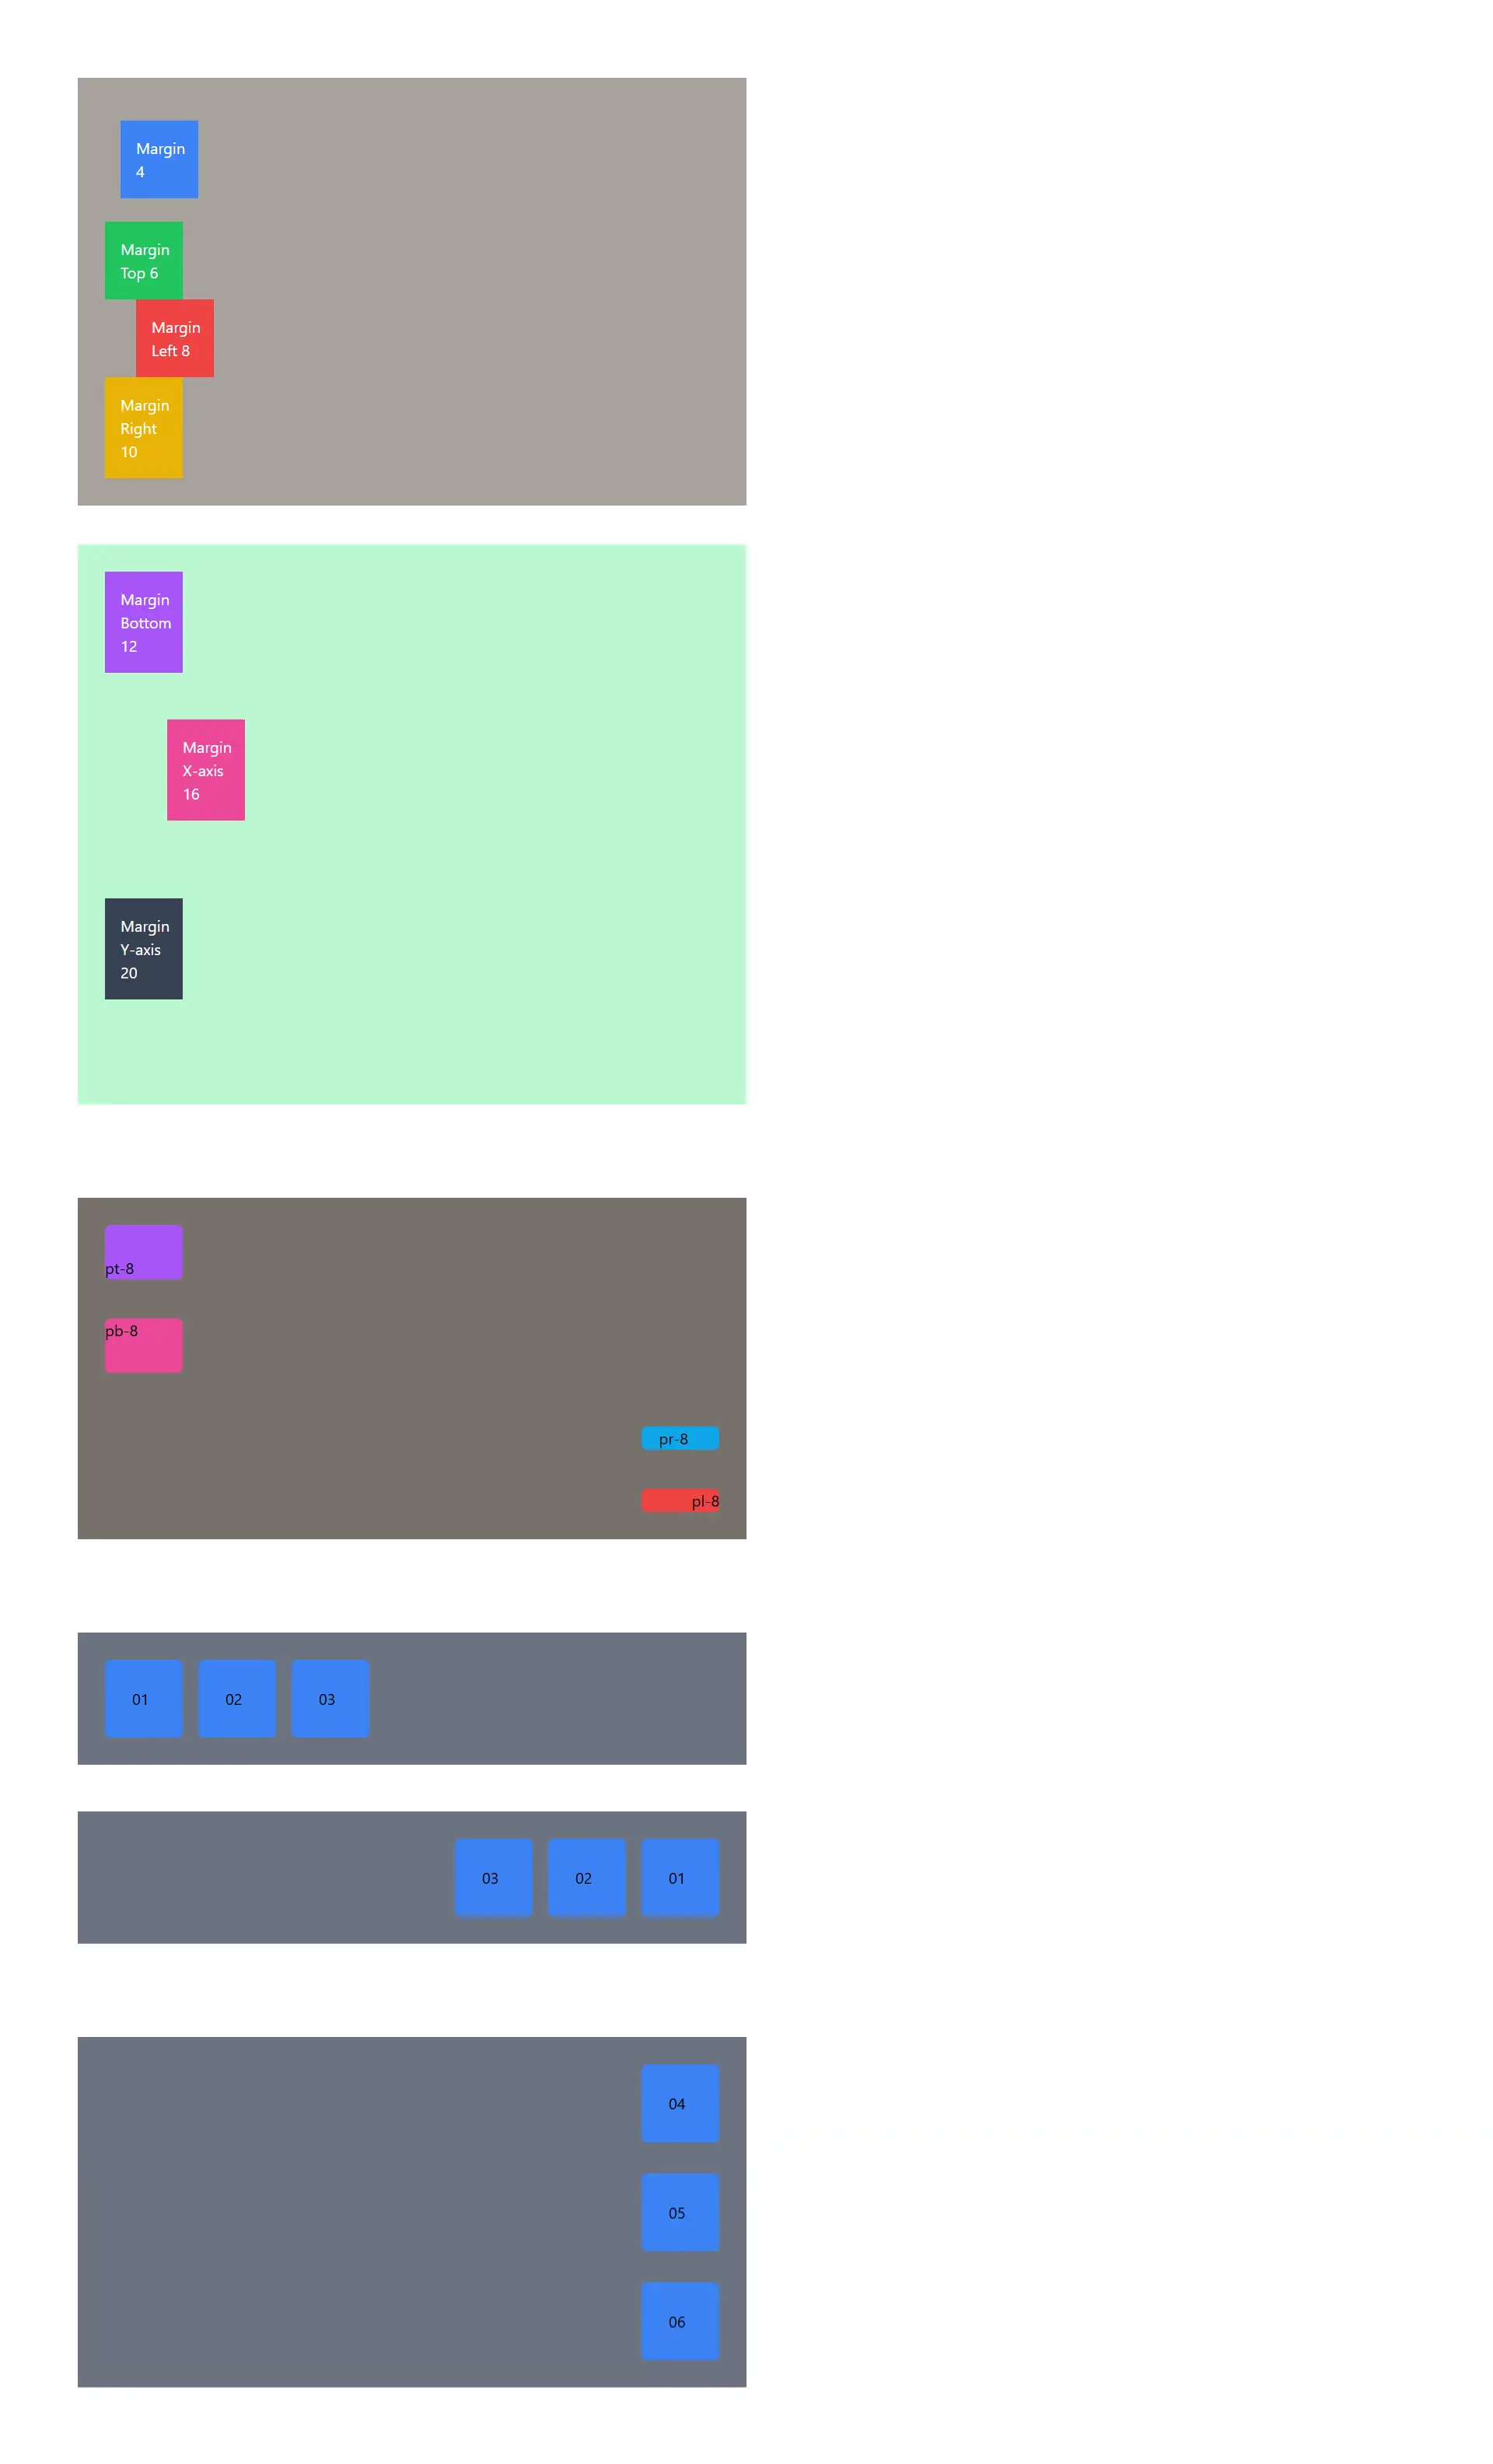 Margin
4
Margin
Top 6
Margin
Left 8
Margin
Right
10
Margin
Bottom
12
Margin
X-axis
16
Margin
Y-axis
20
pt-8
pb-8
pr-8
pl-8
01 02 03
03 02 01
04
05
06